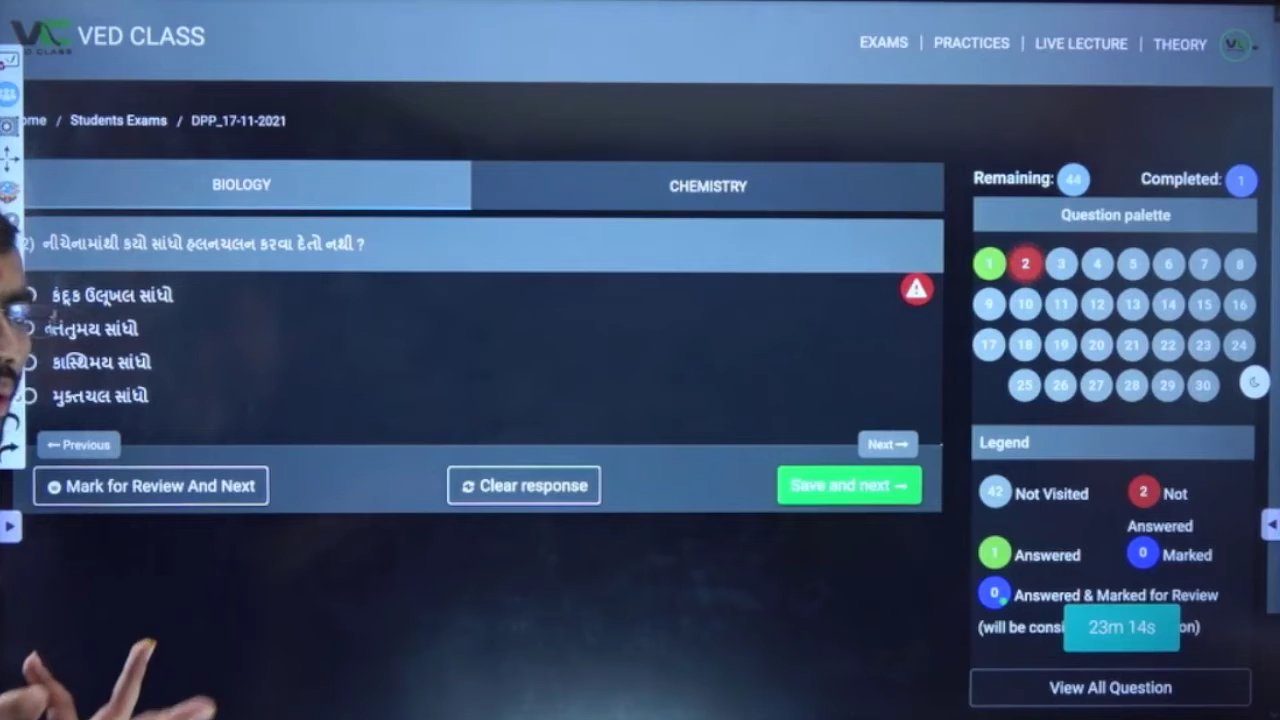 VED CLASS
EXAMS | PRACTICES | LIVE LECTURE | THEORY
D CLASS
ome / Students Exams / DPP_17-11-2021
BIOLOGY
CHEMISTRY
Remaining: 44 Completed: 1
Question palette
2) નીચેનામાંથી કયો સાંધો હલનચલન કરવા દેતો નથી ?
કંદૂક ઉલૂખલ સાંધો
તંતુમય સાંધો
કાસ્થિમય સાંધો
મુક્તચલ સાંધો
1 2 3 4 5 6 7 8
9 10 11 12 13 14 15 16
17 18 19 20 21 22 23 24
25 26 27 28 29 30
← Previous
Next →
Mark for Review And Next
Clear response
Save and next →
Legend
42 Not Visited
2 Not Answered
1 Answered
0 Marked
0 Answered & Marked for Review
(will be consi
on)
23m 14s
View All Question